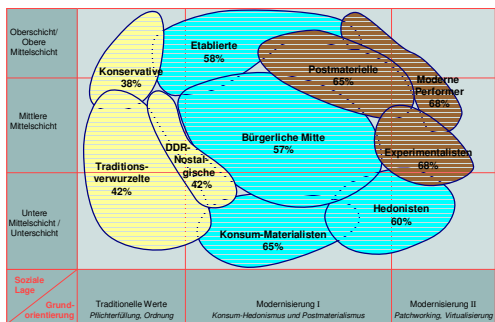 Oberschicht/
Obere
Mittelschicht
Etablierte
58%
Konservative
38%
Postmaterielle
65%
Moderne
Performer
68%
Mittlere
Mittelschicht
Bürgerliche Mitte
57%
DDR-
Nostal-
gische
42%
Traditions-
verwurzelte
42%
Experimentalisten
68%
Untere
Mittelschicht /
Unterschicht
Hedonisten
60%
Konsum-Materialisten
65%
Soziale
Lage
Grund-
orientierung
Traditionelle Werte
Pflichterfüllung, Ordnung
Modernisierung I
Konsum-Hedonismus und Postmaterialismus
Modernisierung II
Patchworking, Virtualisierung